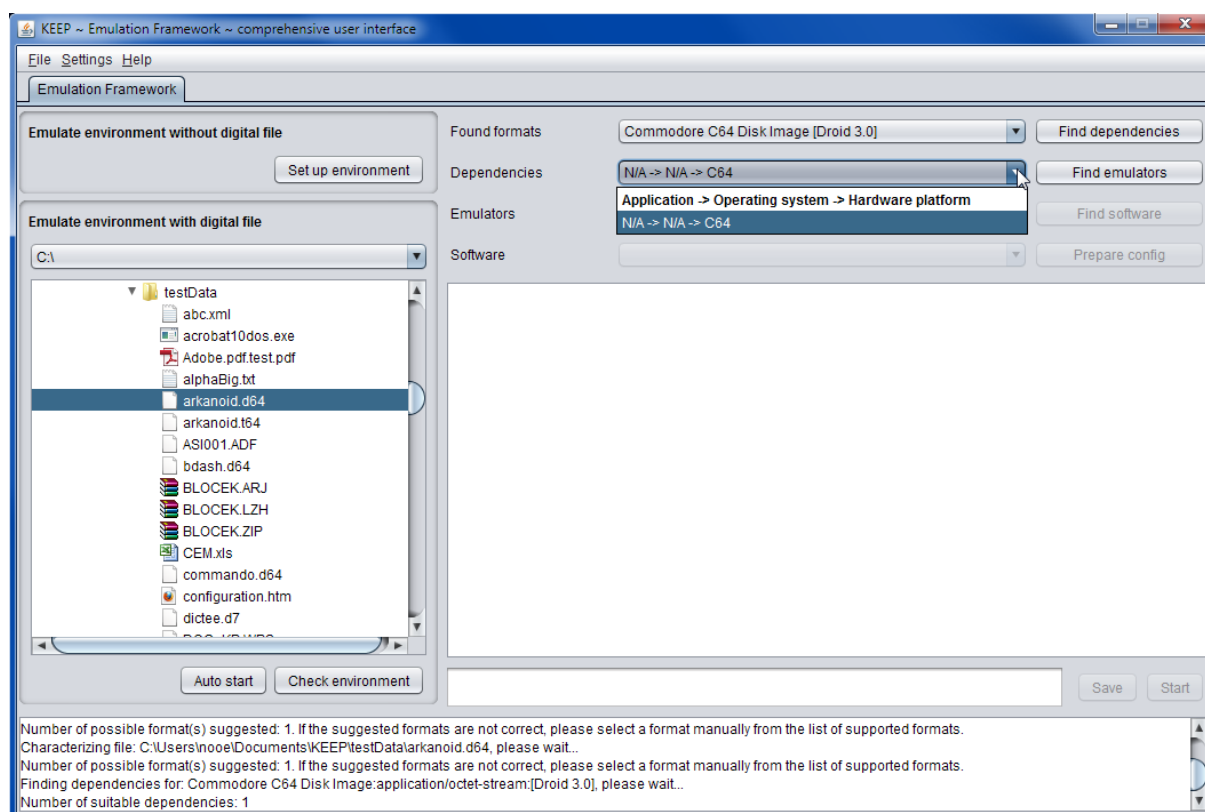 KEEP ~ Emulation Framework ~ comprehensive user interface
File Settings Help
Emulation Framework
Emulate environment without digital file
Set up environment
Emulate environment with digital file
C:\
testData
abc.xml
acrobat10dos.exe
Adobe.pdf.test.pdf
alphaBig.txt
arkanoid.d64
arkanoid.t64
ASI001.ADF
bdash.d64
BLOCEK.ARJ
BLOCEK.LZH
BLOCEK.ZIP
CEM.xls
commando.d64
configuration.htm
dictee.d7
Auto start Check environment
Found formats Commodore C64 Disk Image [Droid 3.0] Find dependencies
Dependencies N/A -> N/A -> C64 Find emulators
Application -> Operating system -> Hardware platform
N/A -> N/A -> C64
Emulators Find software
Software Prepare config
Save Start
Number of possible format(s) suggested: 1. If the suggested formats are not correct, please select a format manually from the list of supported formats.
Characterizing file: C:\Users\nooe\Documents\KEEP\testData\arkanoid.d64, please wait...
Number of possible format(s) suggested: 1. If the suggested formats are not correct, please select a format manually from the list of supported formats.
Finding dependencies for: Commodore C64 Disk Image:application/octet-stream:[Droid 3.0], please wait...
Number of suitable dependencies: 1